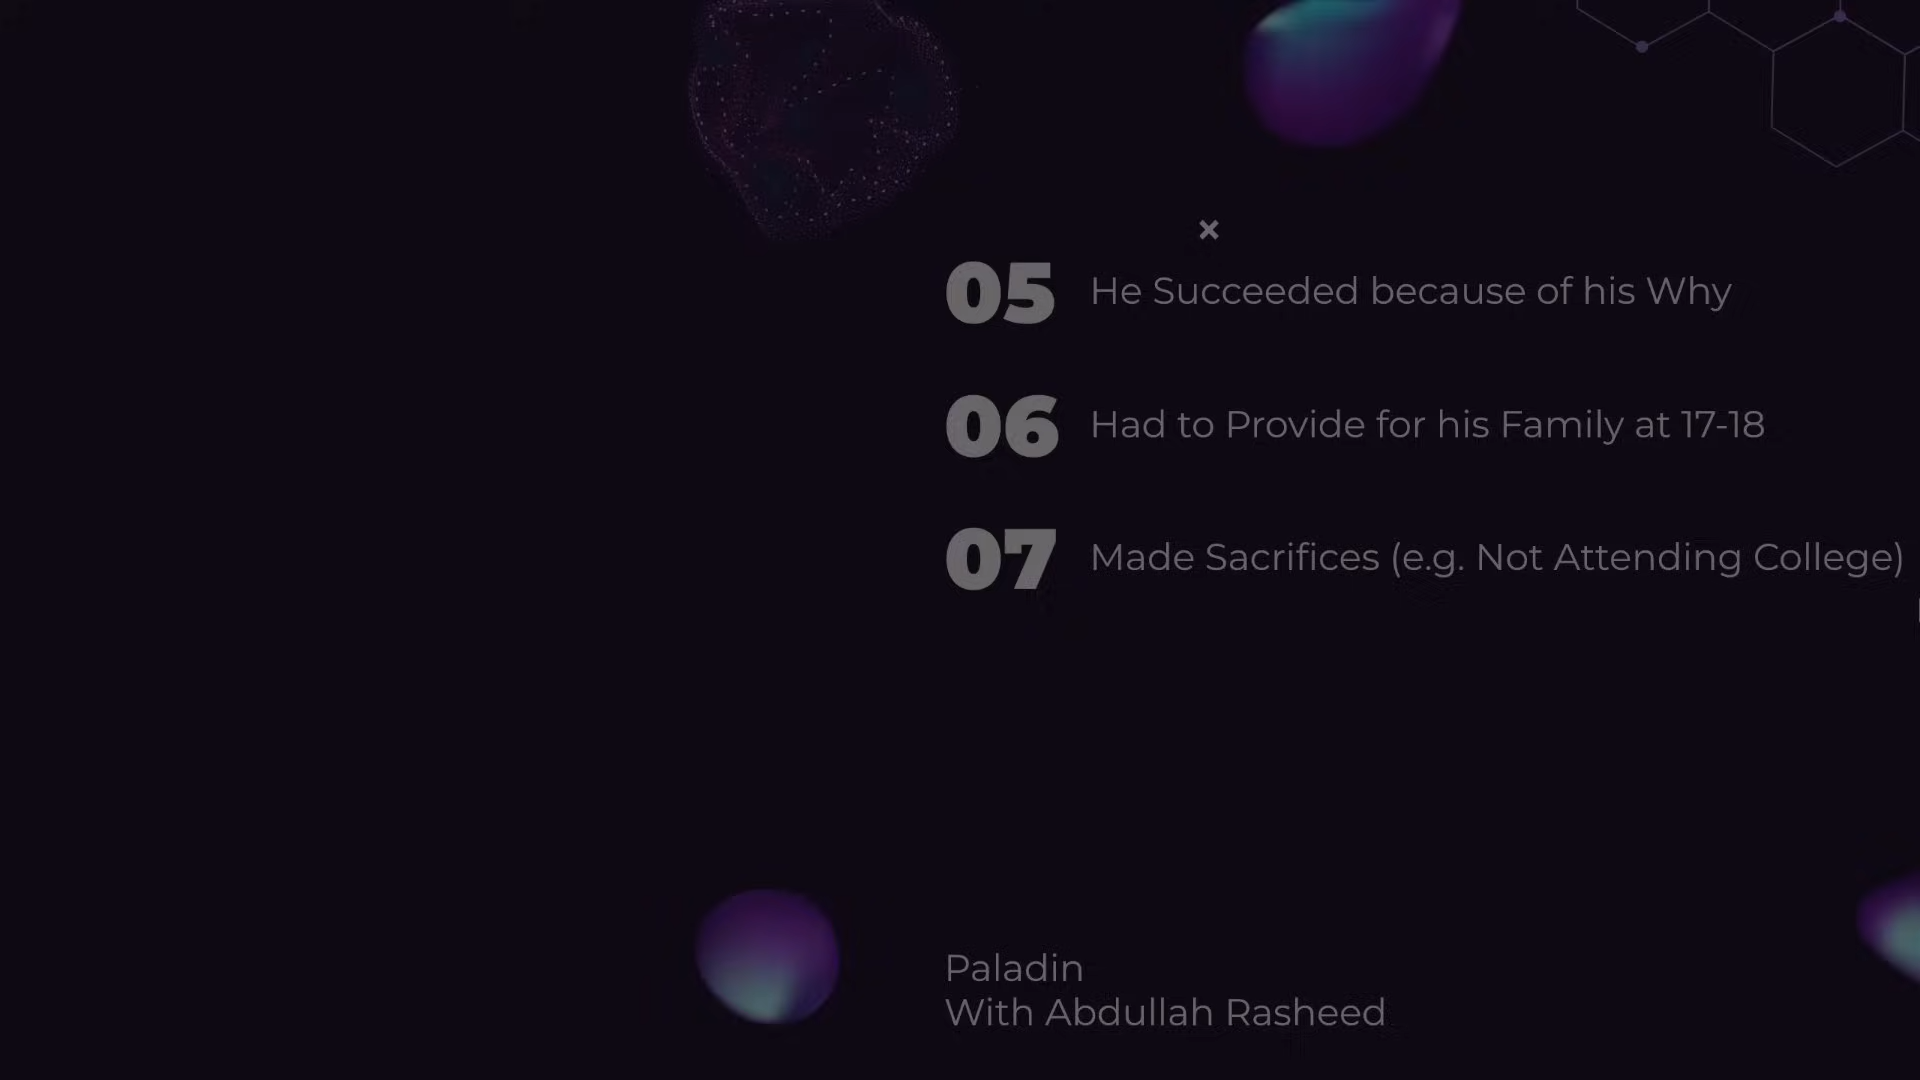 05 He Succeeded because of his Why
06 Had to Provide for his Family at 17-18
07 Made Sacrifices (e.g. Not Attending College)
Paladin
With Abdullah Rasheed